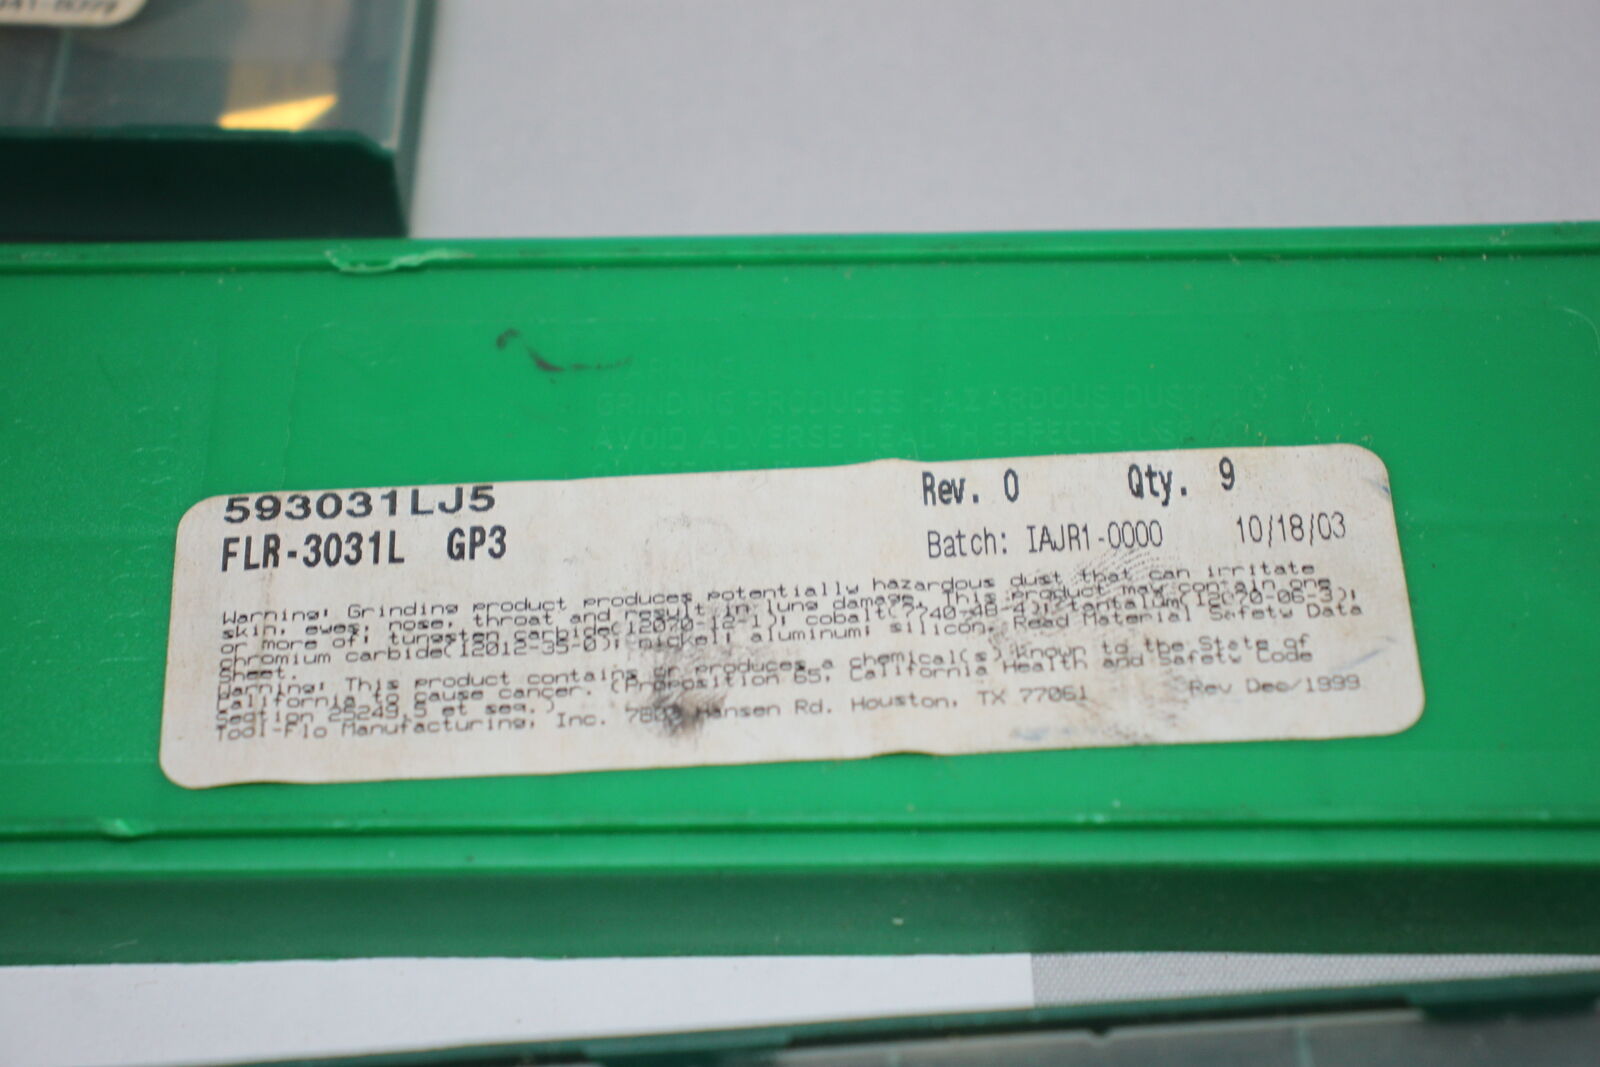 593031LJ5 Rev. 0 Qty. 9
FLR-3031L GP3 Batch: IAJR1-0000 10/18/03
Warning: Grinding product produces potentially hazardous dust that can irritate
skin, eyes, nose, throat and result in lung damage. This product may contain one
or more of: tungsten carbide(12070-12-1); cobalt(7440-48-4); tantalum(12070-06-3);
chromium carbide(12012-35-0); nickel; aluminum; silicon. Read Material Safety Data
Sheet.
Warning: This product contains or produces a chemical(s) known to the State of
California to cause cancer. (Proposition 65, California Health and Safety Code
Section 25249.5 et seq.)
Tool-Flo Manufacturing, Inc. Hansen Rd. Houston, TX 77061 Rev Dec/1999
GRINDING PRODUCES HAZARDOUS DUST. TO
AVOID ADVERSE HEALTH EFFECTS USE